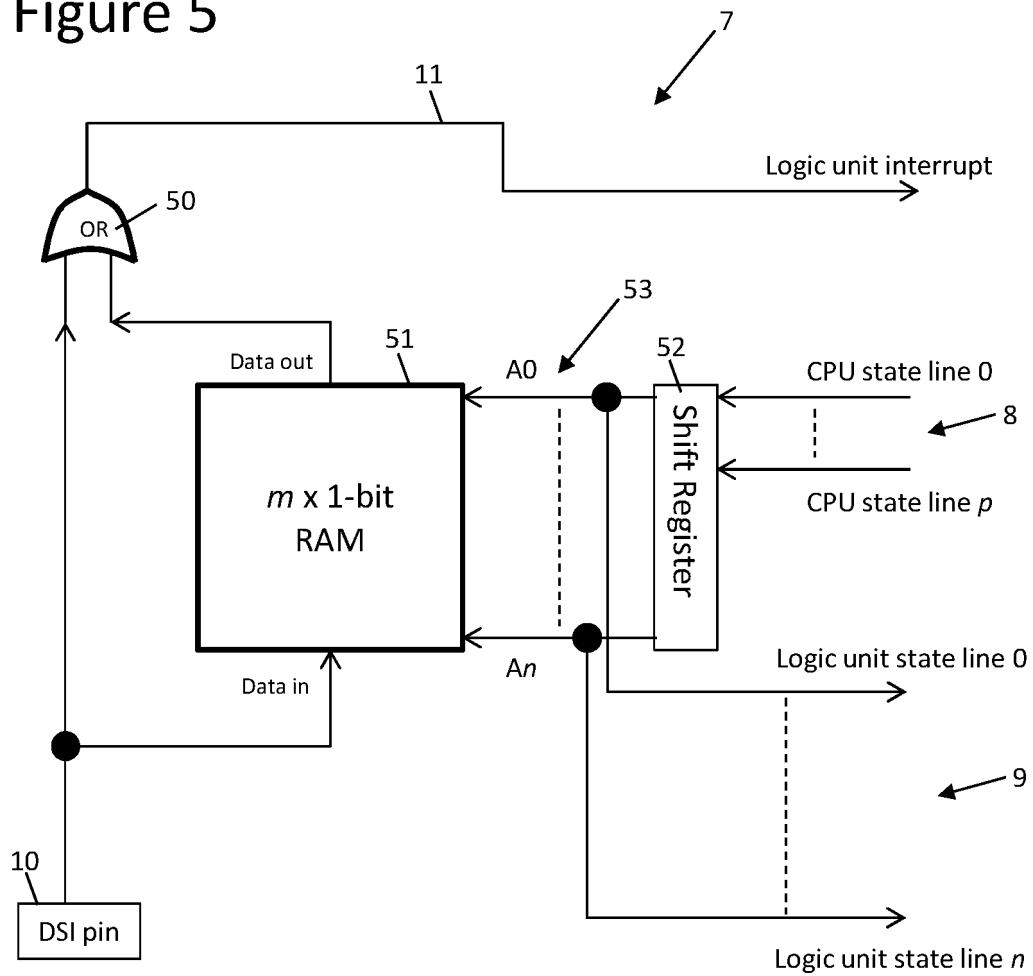 Figure 5
7
11
Logic unit interrupt
50
OR
53
51
52
Data out
A0
CPU state line 0
8
Shift Register
m x 1-bit
RAM
CPU state line p
Logic unit state line 0
An
Data in
9
10
DSI pin
Logic unit state line n